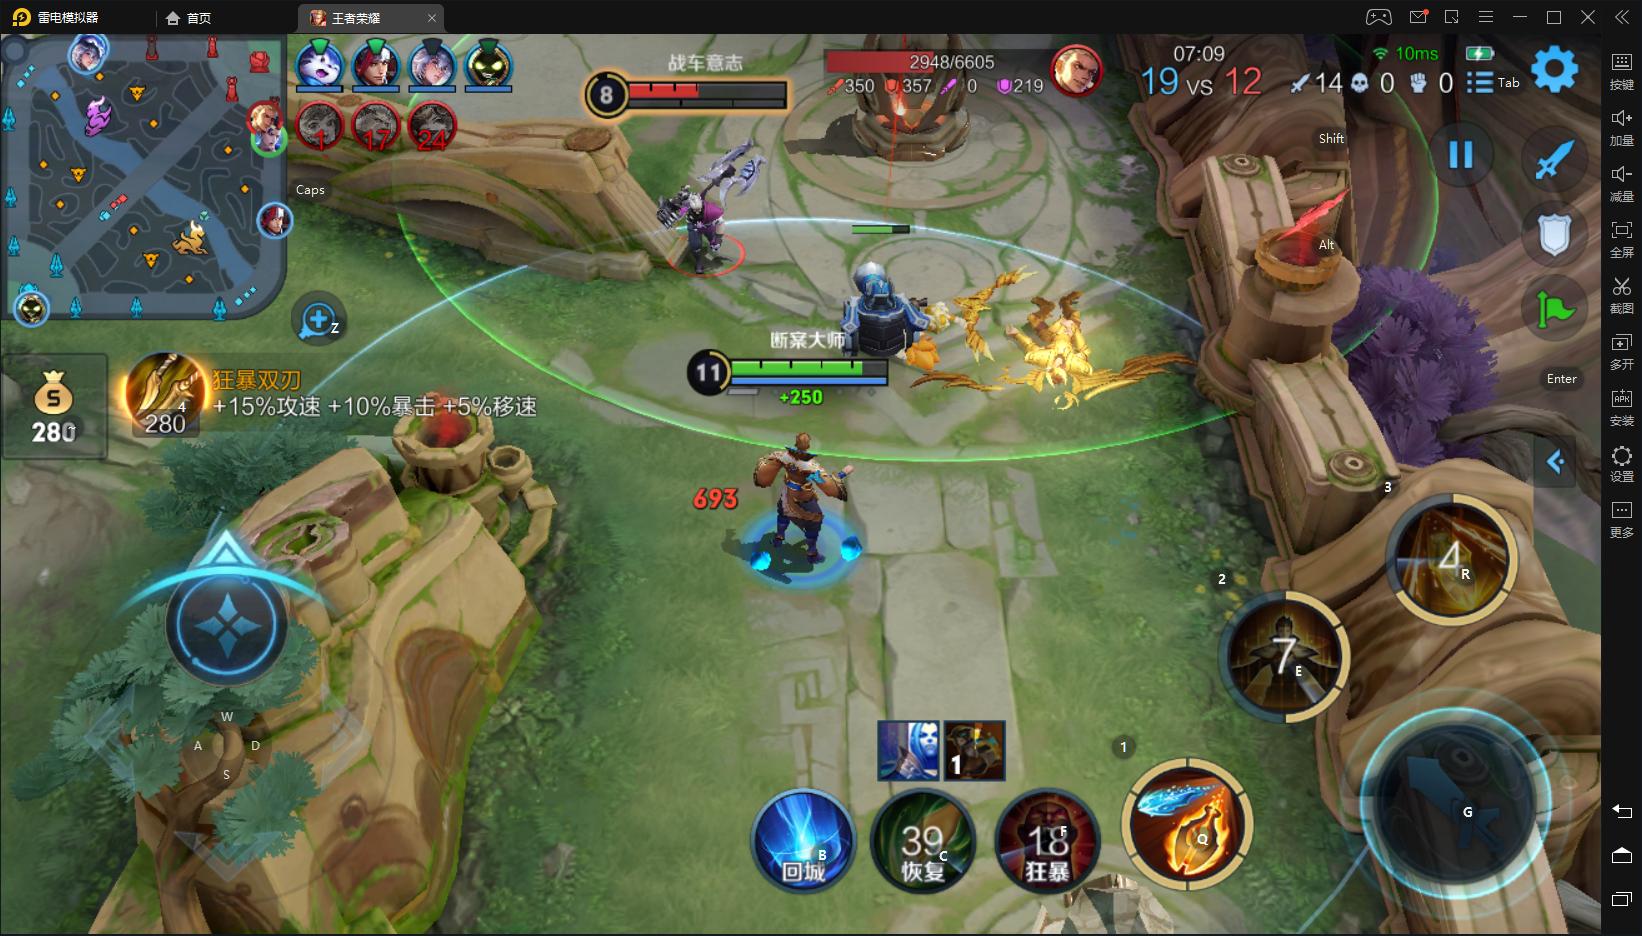 雷电模拟器
首页
王者荣耀
战车意志
8
2948/6605
350
357
0
219
07:09
19 vs 12
10ms
14
0
0
Tab
1
17
24
Caps
Shift
Alt
Enter
Z
断案大师
11
+250
693
S
280
4
280
狂暴双刃
+15%攻速 +10%暴击 +5%移速
W
A
D
S
1
回城
B
39
恢复
C
18
狂暴
F
1
Q
2
7
E
3
4
R
G
按键
加量
减量
全屏
截图
多开
APK
安装
设置
更多